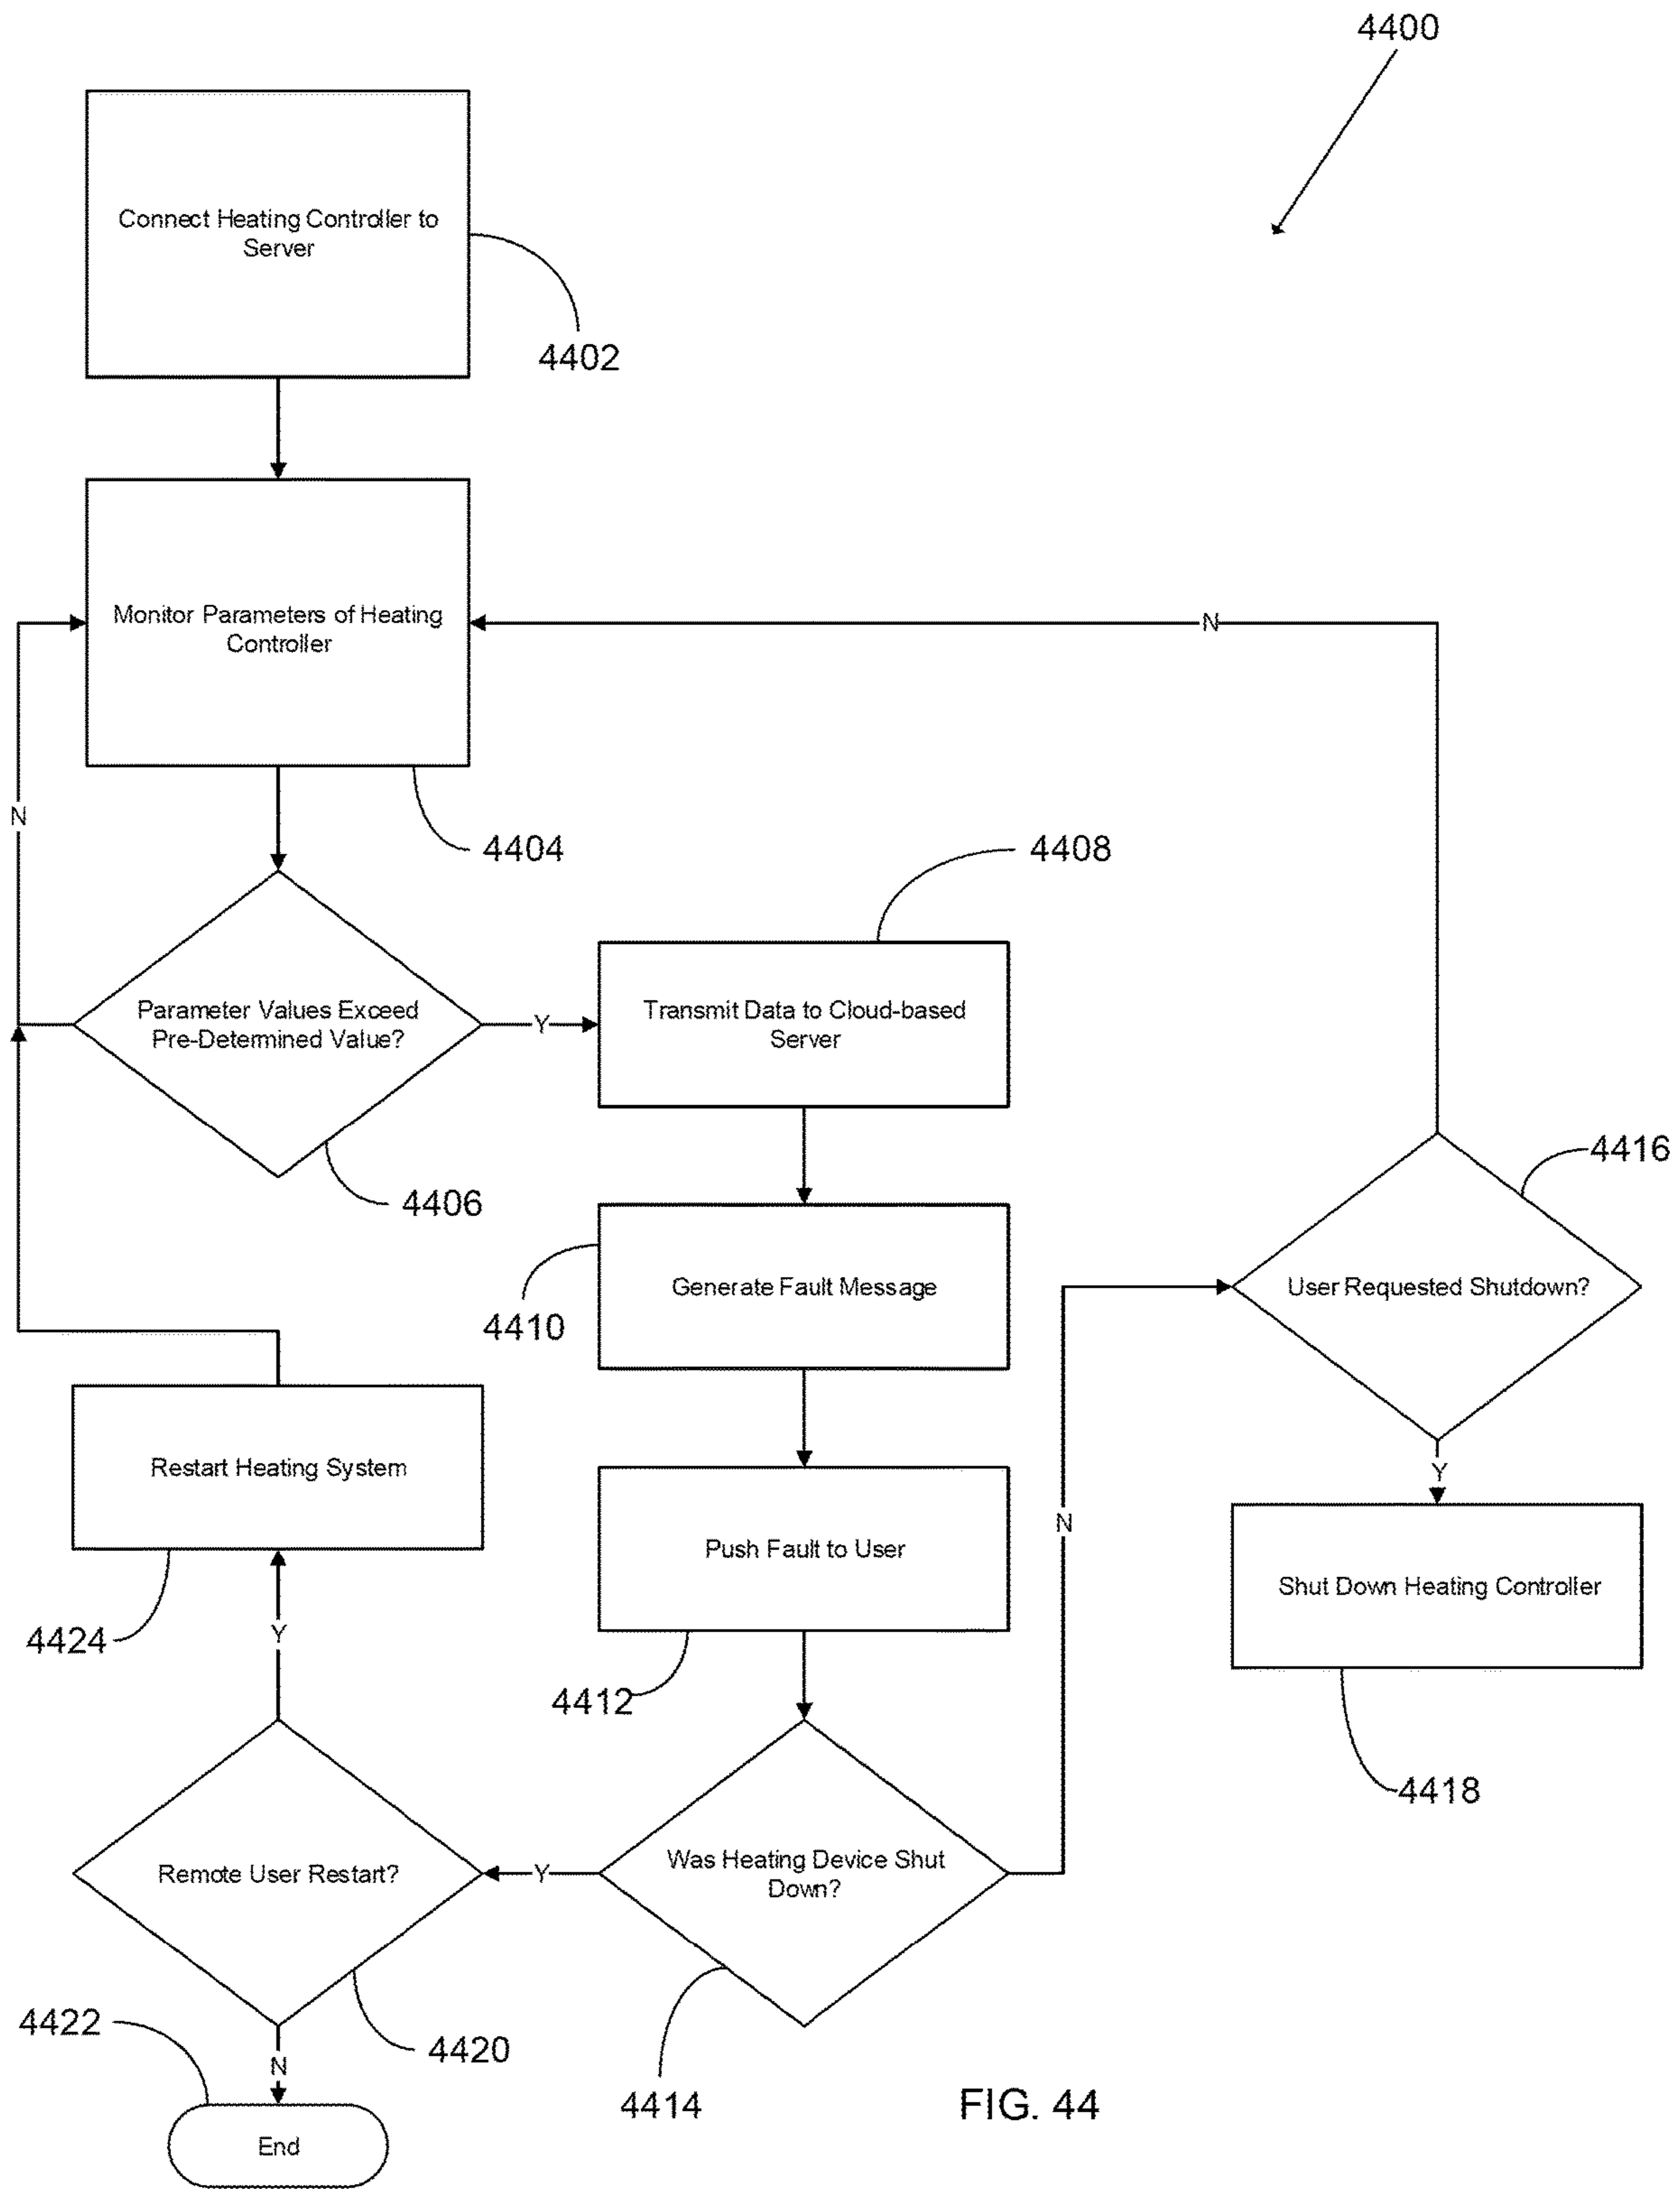 4400
Connect Heating Controller to
Server
4402
Monitor Parameters of Heating
Controller
N
N
4404
4408
Parameter Values Exceed
Pre-Determined Value?
Y
Transmit Data to Cloud-based
Server
4406
4416
Generate Fault Message
4410
User Requested Shutdown?
Restart Heating System
Y
N
Push Fault to User
Shut Down Heating Controller
4424
Y
4412
4418
Remote User Restart?
Y
Was Heating Device Shut
Down?
4422
4420
N
4414
FIG. 44
End